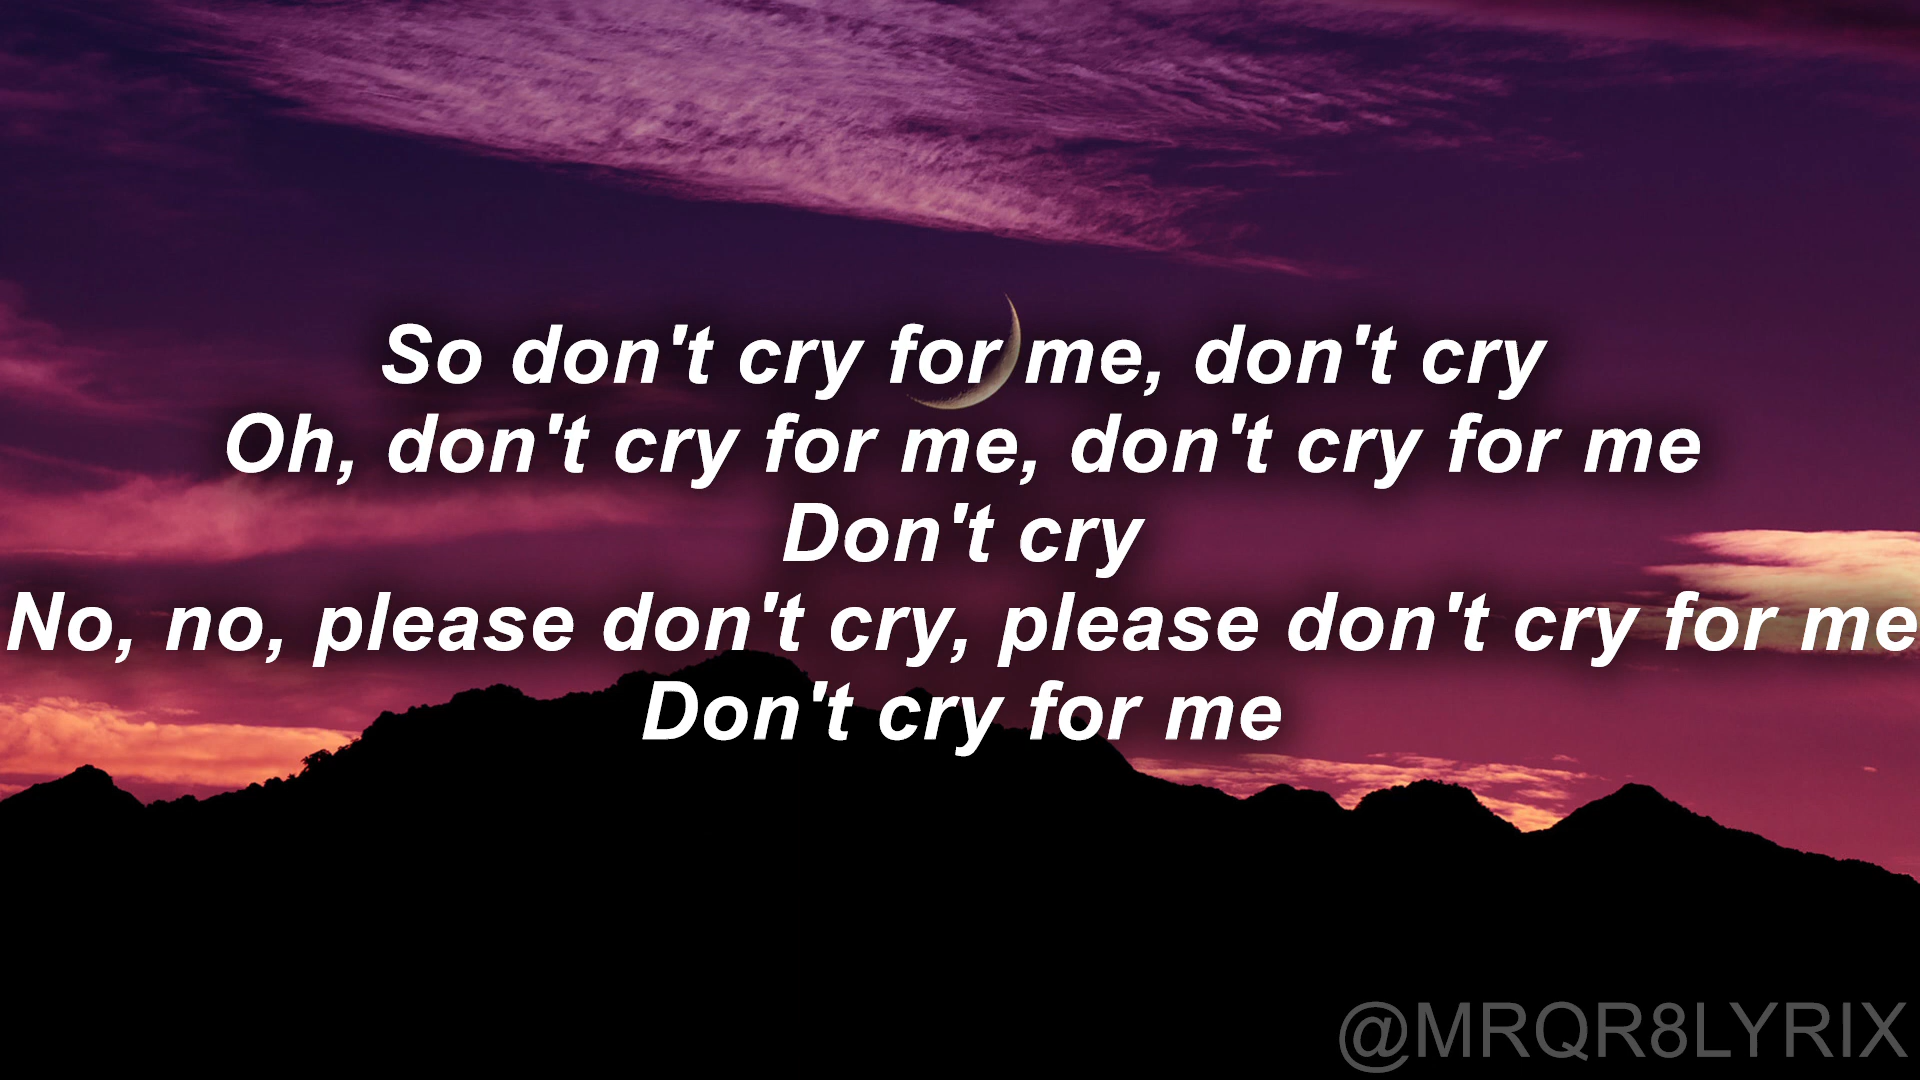 So don't cry for me, don't cry
Oh, don't cry for me, don't cry for me
Don't cry
No, no, please don't cry, please don't cry for me
Don't cry for me
@MRQR8LYRIX